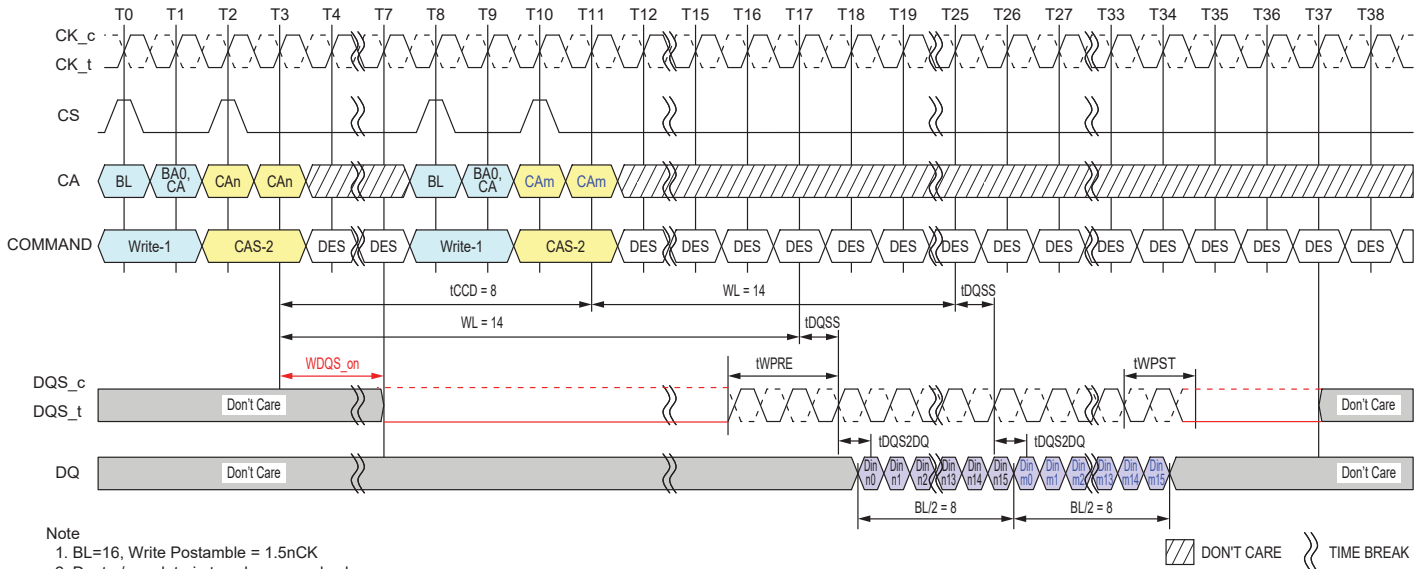 T0 T1 T2 T3 T4 T7 T8 T9 T10 T11 T12 T15 T16 T17 T18 T19 T25 T26 T27 T33 T34 T35 T36 T37 T38
CK_c
CK_t
CS
CA BL BA0, CA CAn CAn BL BA0, CA CAm CAm
COMMAND Write-1 CAS-2 DES DES Write-1 CAS-2 DES DES DES DES DES DES DES DES DES DES DES DES DES DES DES
tCCD = 8 WL = 14 tDQSS
WL = 14 tDQSS
WDQS_on tWPRE tWPST
DQS_c
DQS_t
Don't Care Don't Care
tDQS2DQ tDQS2DQ
DQ Don't Care Din n0 Din n1 Din n2 Din n13 Din n14 Din n15 Din m0 Din m1 Din m2 Din m13 Din m14 Din m15 Don't Care
BL/2 = 8 BL/2 = 8
Note
1. BL=16, Write Postamble = 1.5nCK
DON'T CARE TIME BREAK